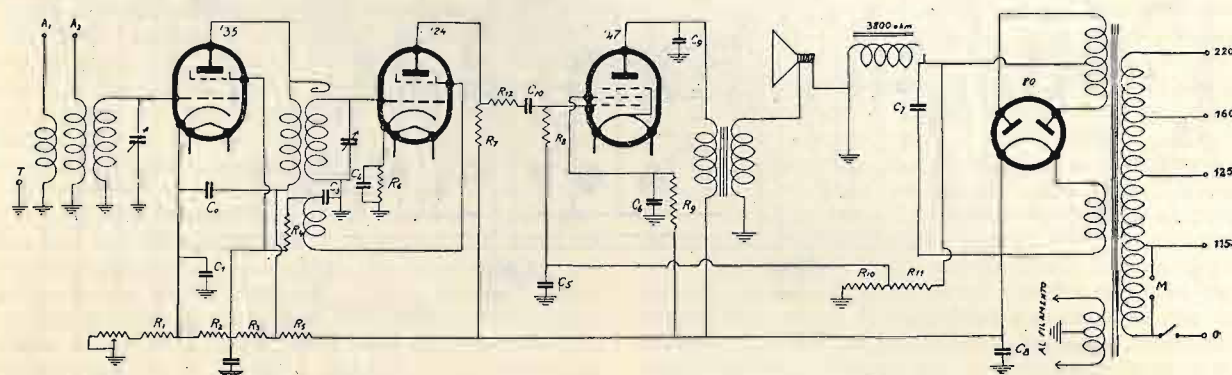 A1
A2
'35
'24
'47
C9
3800 ohm
80
220
160
125
115
0
M
T
C10
R12
R7
R8
C7
C0
C4
R6
C3
R4
C1
C6
R9
C5
R10
R11
R1
R2
R3
R5
C8
AL FILAMENTO